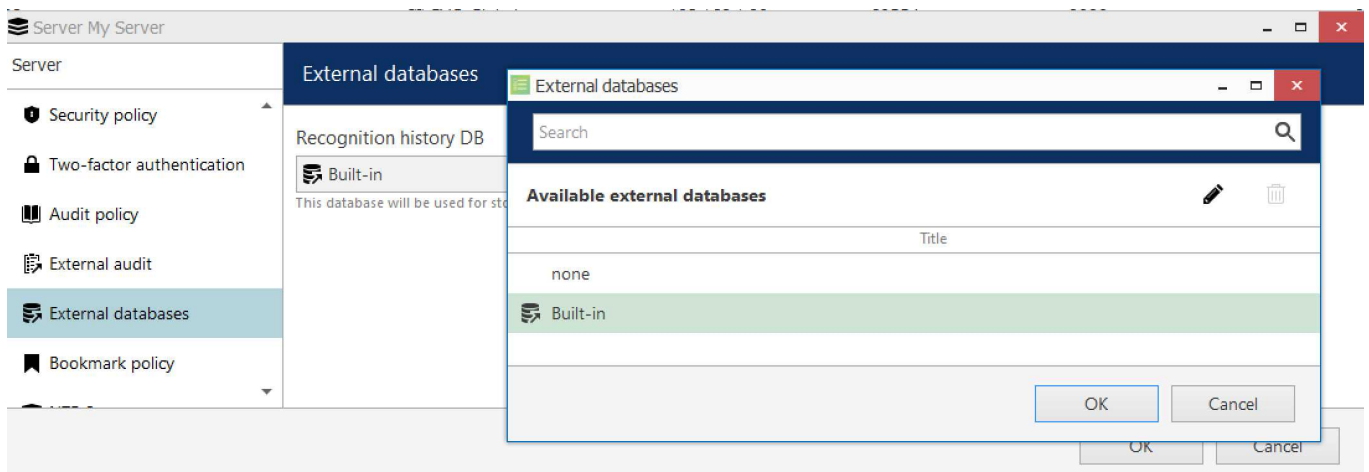 Server My Server
Server
Security policy
Two-factor authentication
Audit policy
External audit
External databases
Bookmark policy
External databases
Recognition history DB
Built-in
This database will be used for sto
External databases
Search
Available external databases
Title
none
Built-in
OK
Cancel
OK
Cancel